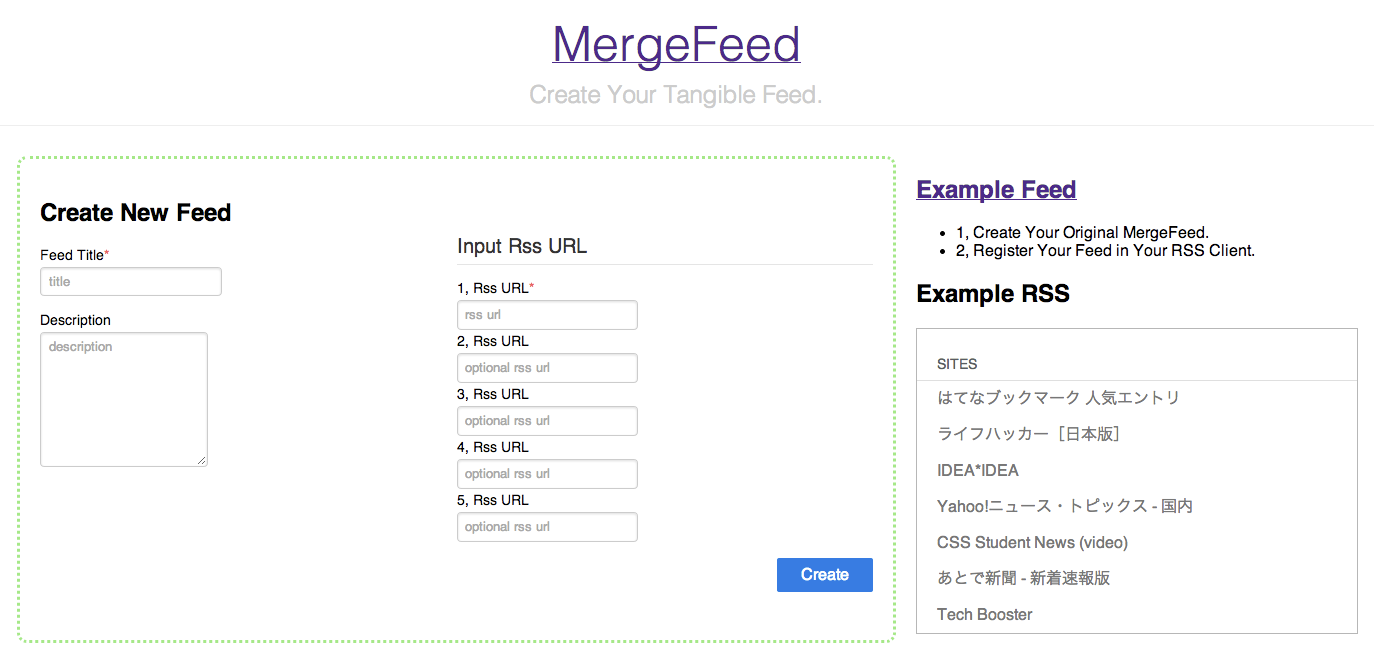 MergeFeed
Create Your Tangible Feed.
Create New Feed
Feed Title*
title
Description
description
Input Rss URL
1, Rss URL*
rss url
2, Rss URL
optional rss url
3, Rss URL
optional rss url
4, Rss URL
optional rss url
5, Rss URL
optional rss url
Create
Example Feed
1, Create Your Original MergeFeed.
2, Register Your Feed in Your RSS Client.
Example RSS
SITES
はてなブックマーク 人気エントリ
ライフハッカー［日本版］
IDEA*IDEA
Yahoo!ニュース・トピックス - 国内
CSS Student News (video)
あとで新聞 - 新着速報版
Tech Booster